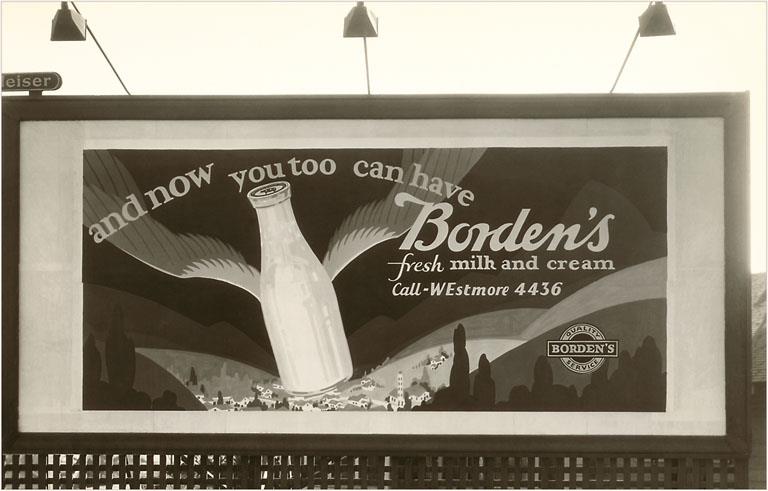 eiser
and now you too can have
Borden's
fresh milk and cream
Call-WEstmore 4436
QUALITY
BORDEN'S
SERVICE